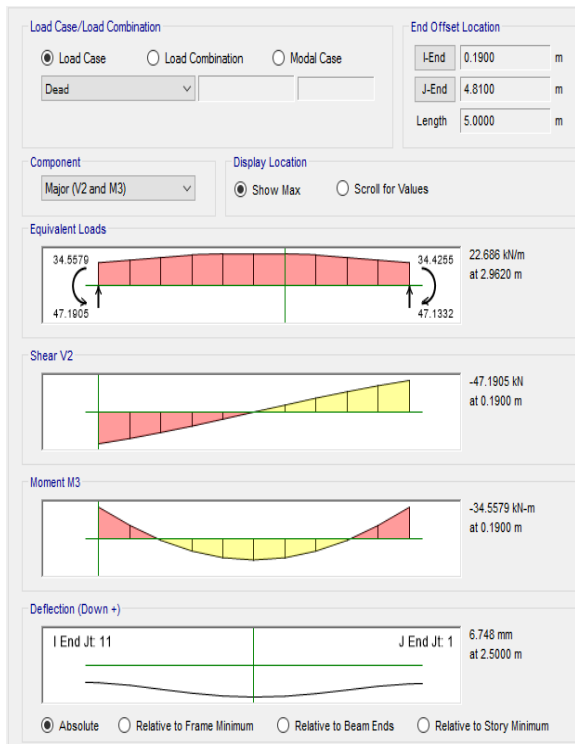 Load Case/Load Combination
Load Case Load Combination Modal Case
Dead
End Offset Location
I-End 0.1900 m
J-End 4.8100 m
Length 5.0000 m
Component
Major (V2 and M3)
Display Location
Show Max Scroll for Values
Equivalent Loads
34.5579 34.4255
47.1905 47.1332
22.686 kN/m
at 2.9620 m
Shear V2
-47.1905 kN
at 0.1900 m
Moment M3
-34.5579 kN-m
at 0.1900 m
Deflection (Down +)
I End Jt: 11 J End Jt: 1
6.748 mm
at 2.5000 m
Absolute Relative to Frame Minimum Relative to Beam Ends Relative to Story Minimum